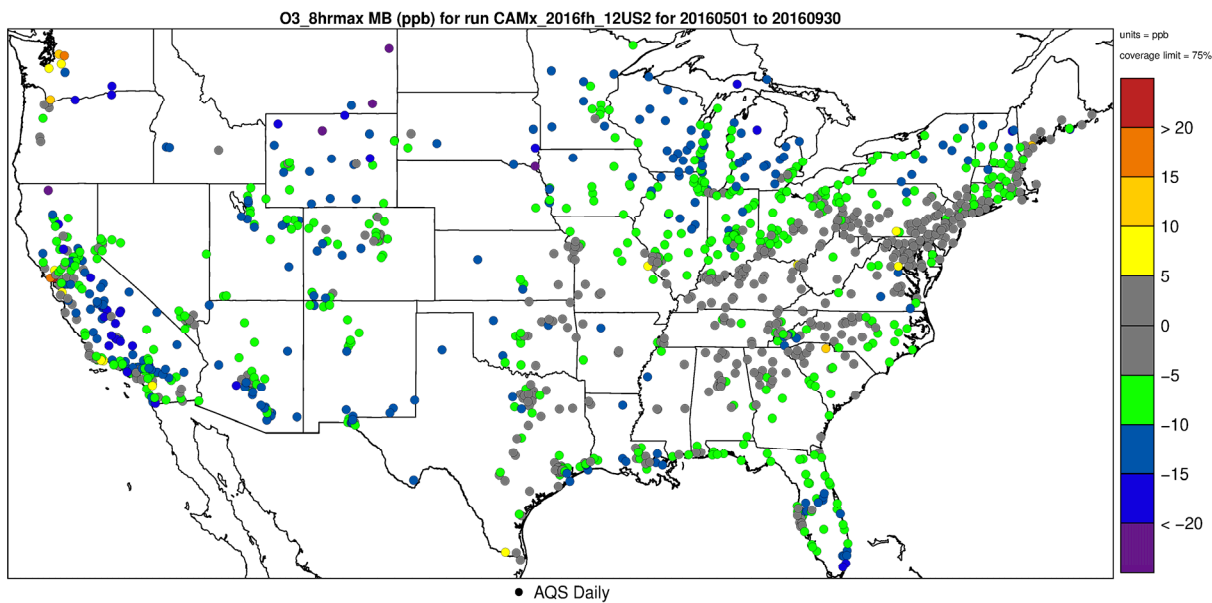 O3_8hrmax MB (ppb) for run CAMx_2016fh_12US2 for 20160501 to 20160930
units = ppb
coverage limit = 75%
> 20
15
10
5
0
−5
−10
−15
< −20
AQS Daily